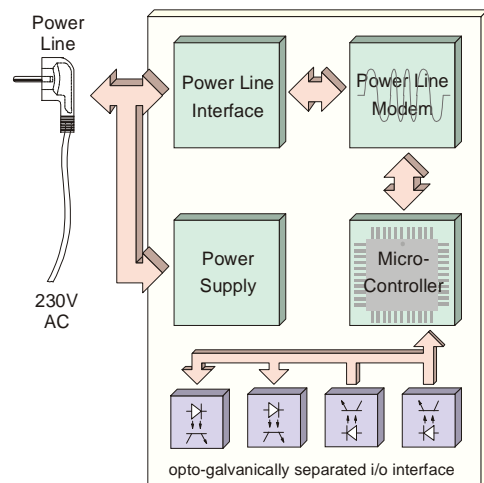 Power
Line
Power Line
Interface
Power Line
Modem
Power
Supply
Micro-
Controller
230V
AC
opto-galvanically separated i/o interface